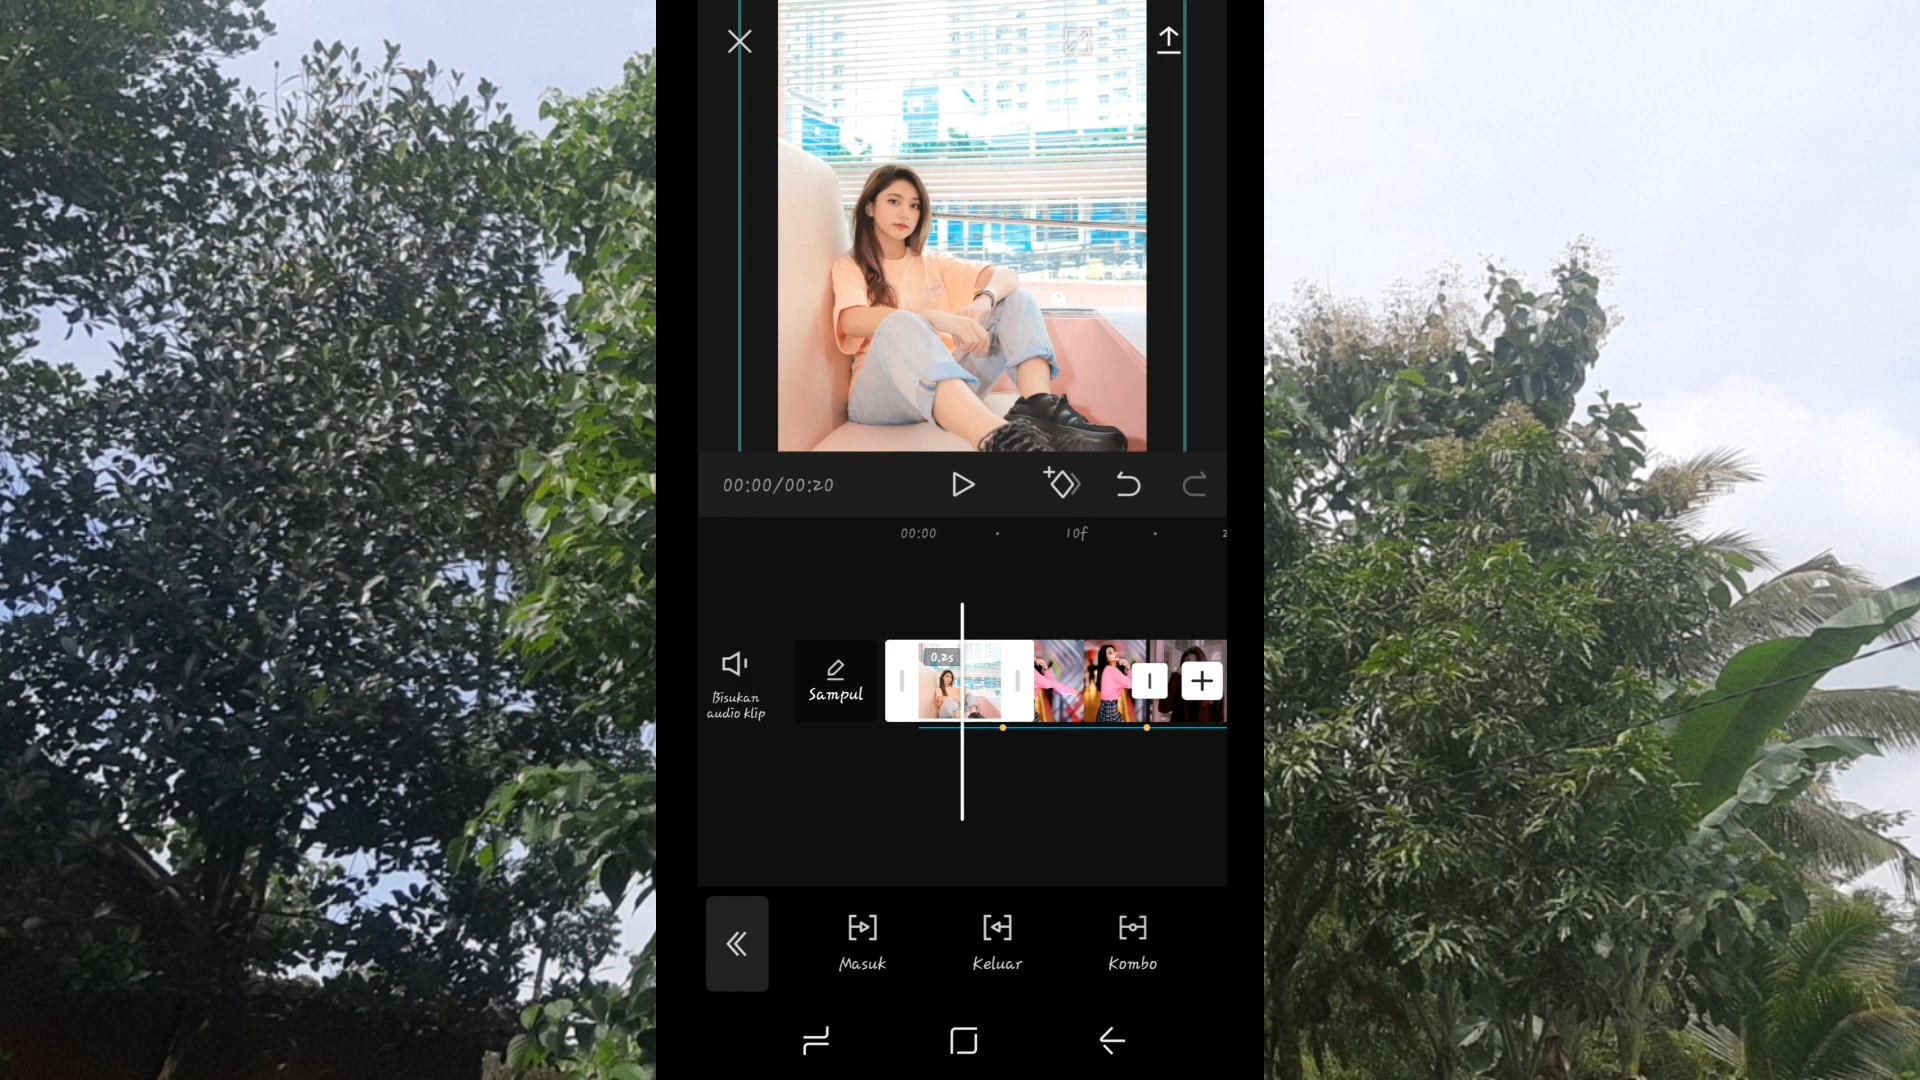 00:00/00:20
00:00
10f
0.2s
Bisukan
audio klip
Sampul
Masuk
Keluar
Kombo